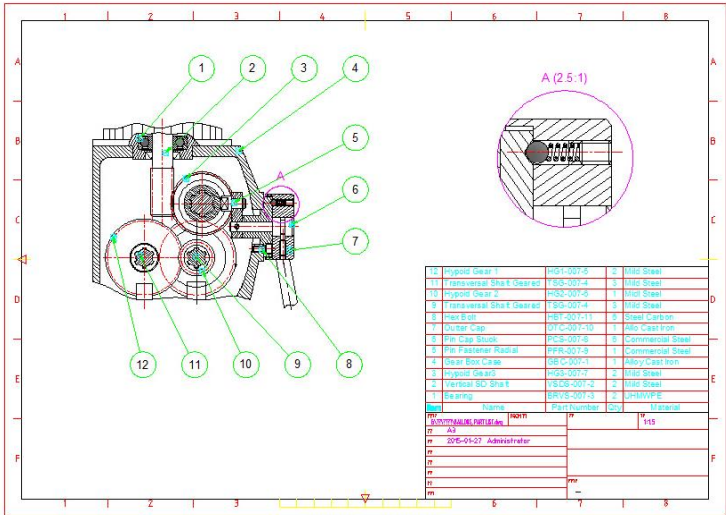 1 2 3 4 5 6 7 8
A A
B B
C C
D D
E E
F F
1 2 3 4 5 6 7 8
1 2 3 4
5
6
7
12 11 10 9 8
A
A (2.5:1)
12 Hypoid Gear 1 HG1-007-5 2 Mild Steel
11 Transversal Shaft Geared TSG-007-4 3 Mild Steel
10 Hypoid Gear 2 HG2-007-6 1 Steel
9 Transversal Shaft Geared TSG-007-4 3 Mild Steel
8 Hex Bolt HBT-007-11 Steel Carbon
7 Outter Cap OTC-007-10 1 Cast Iron
6 Pin Cap Stuck PCS-007-8 Commercial Steel
5 Pin Fastener Radial PFR-007-9 1 Commercial Steel
4 Gear Box Case GBC-007-1 1 Alloy Cast Iron
3 Hypoid Gear3 HG3-007-7 2 Mild Steel
2 Vertical SD Shaft VSDS-007-2 2 Mild Steel
1 Bearing BRVS-007-3 2 UHMWPE
Item Name Part Number Qty Material
1:1.5
A3
2015-01-27 Administrator